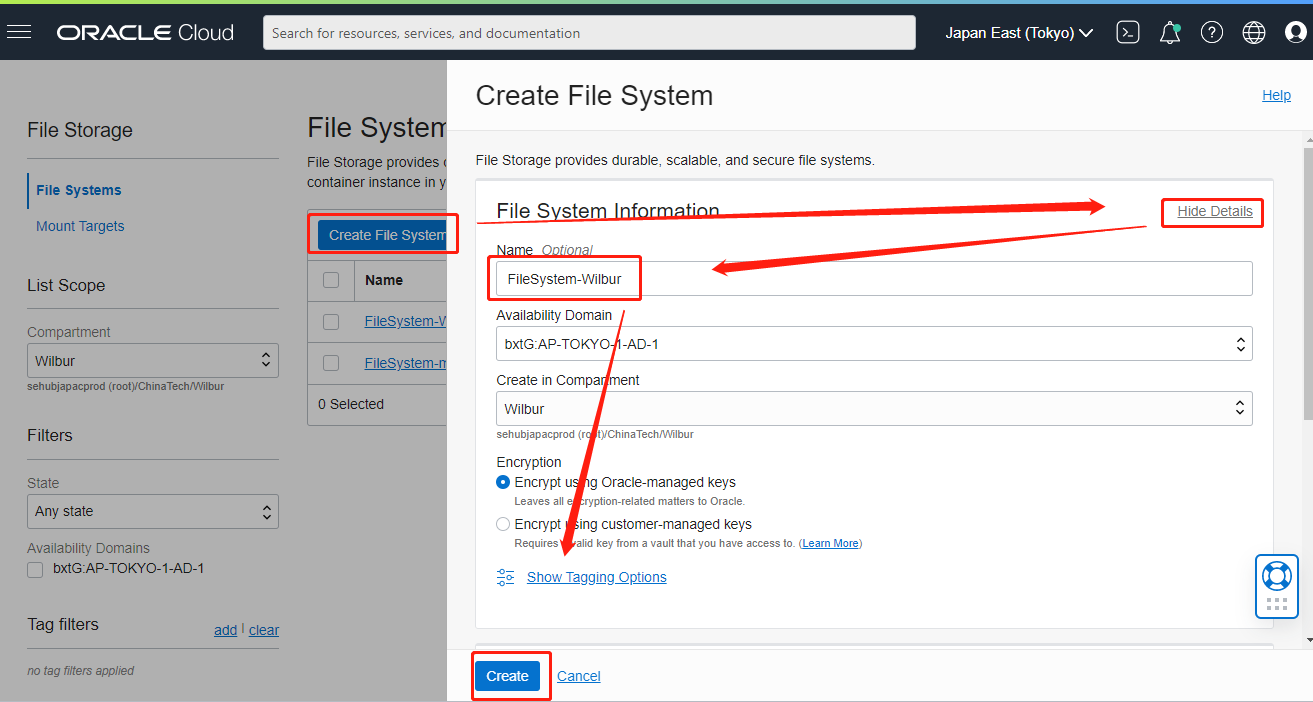 ORACLE Cloud
Search for resources, services, and documentation
Japan East (Tokyo)
File Storage
File Systems
Mount Targets
List Scope
Compartment
Wilbur
sehubjapacprod (root)/ChinaTech/Wilbur
Filters
State
Any state
Availability Domains
bxtG:AP-TOKYO-1-AD-1
Tag filters
add | clear
no tag filters applied
File System
File Storage provides
container instance in y
Create File System
Name
FileSystem-W
FileSystem-m
0 Selected
Create File System
Help
File Storage provides durable, scalable, and secure file systems.
File System Information
Hide Details
Name Optional
FileSystem-Wilbur
Availability Domain
bxtG:AP-TOKYO-1-AD-1
Create in Compartment
Wilbur
sehubjapacprod (root)/ChinaTech/Wilbur
Encryption
Encrypt using Oracle-managed keys
Leaves all encryption-related matters to Oracle.
Encrypt using customer-managed keys
Requires a valid key from a vault that you have access to. (Learn More)
Show Tagging Options
Create
Cancel